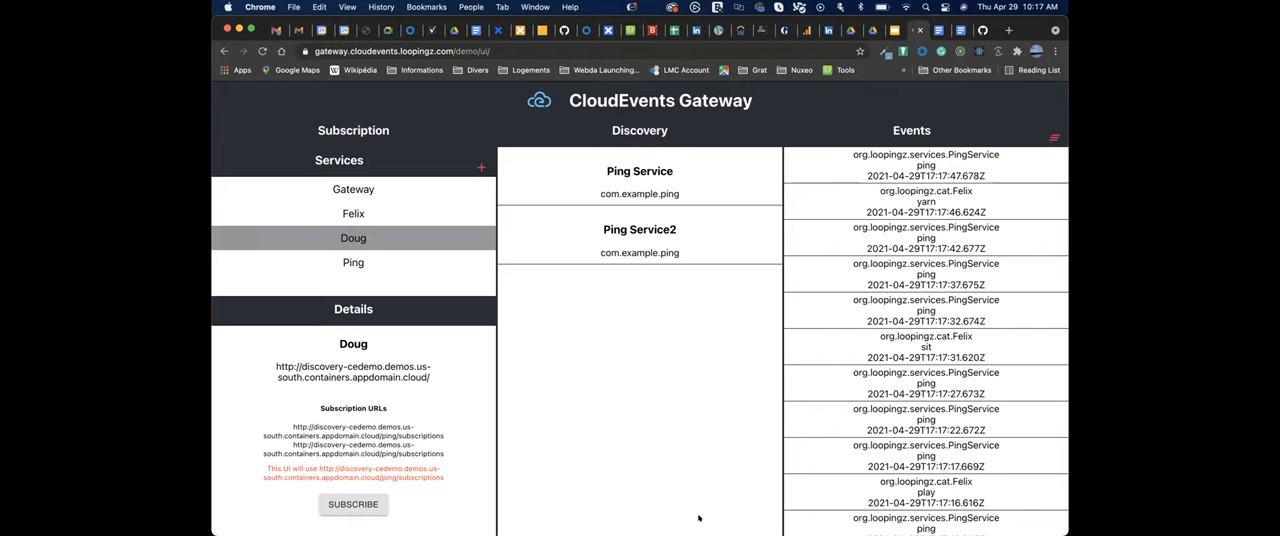 Chrome File Edit View History Bookmarks People Tab Window Help Thu Apr 29 10:17 AM
gateway.cloudevents.loopingz.com/demo/ui/
Apps Google Maps Wikipédia Informations Divers Logements Webda Launching... LMC Account Grat Nuxeo Tools » Other Bookmarks Reading List
CloudEvents Gateway
Subscription
Services +
Gateway
Felix
Doug
Ping
Details
Doug
http://discovery-cedemo.demos.us-
south.containers.appdomain.cloud/
Subscription URLs
http://discovery-cedemo.demos.us-
south.containers.appdomain.cloud/ping/subscriptions
http://discovery-cedemo.demos.us-
south.containers.appdomain.cloud/ping/subscriptions
This UI will use http://discovery-cedemo.demos.us-
south.containers.appdomain.cloud/ping/subscriptions
SUBSCRIBE
Discovery
Ping Service
com.example.ping
Ping Service2
com.example.ping
Events
org.loopingz.services.PingService
ping
2021-04-29T17:17:47.678Z
org.loopingz.cat.Felix
yarn
2021-04-29T17:17:46.624Z
org.loopingz.services.PingService
ping
2021-04-29T17:17:42.677Z
org.loopingz.services.PingService
ping
2021-04-29T17:17:37.675Z
org.loopingz.services.PingService
ping
2021-04-29T17:17:32.674Z
org.loopingz.cat.Felix
sit
2021-04-29T17:17:31.620Z
org.loopingz.services.PingService
ping
2021-04-29T17:17:27.673Z
org.loopingz.services.PingService
ping
2021-04-29T17:17:22.672Z
org.loopingz.services.PingService
ping
2021-04-29T17:17:17.669Z
org.loopingz.cat.Felix
play
2021-04-29T17:17:16.616Z
org.loopingz.services.PingService
ping